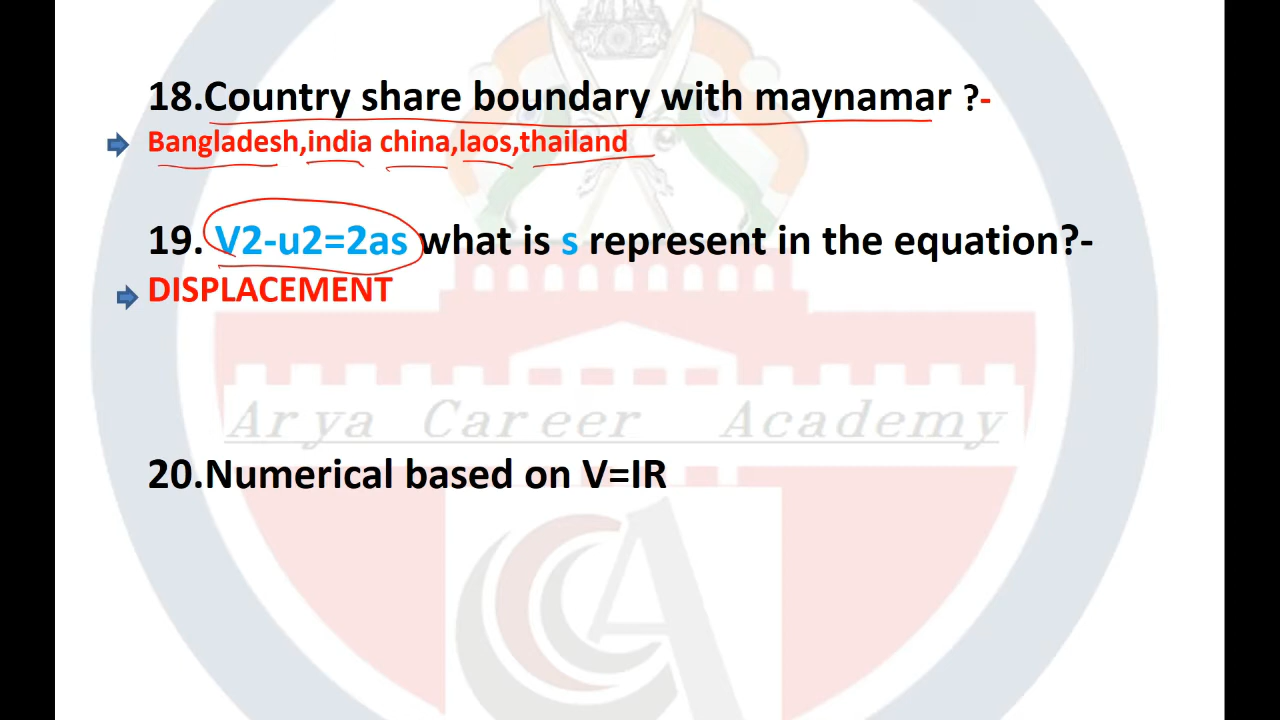 18.Country share boundary with maynamar ?-
Bangladesh,india china,laos,thailand
19. V2-u2=2as what is s represent in the equation?-
DISPLACEMENT
Arya Career Academy
20.Numerical based on V=IR